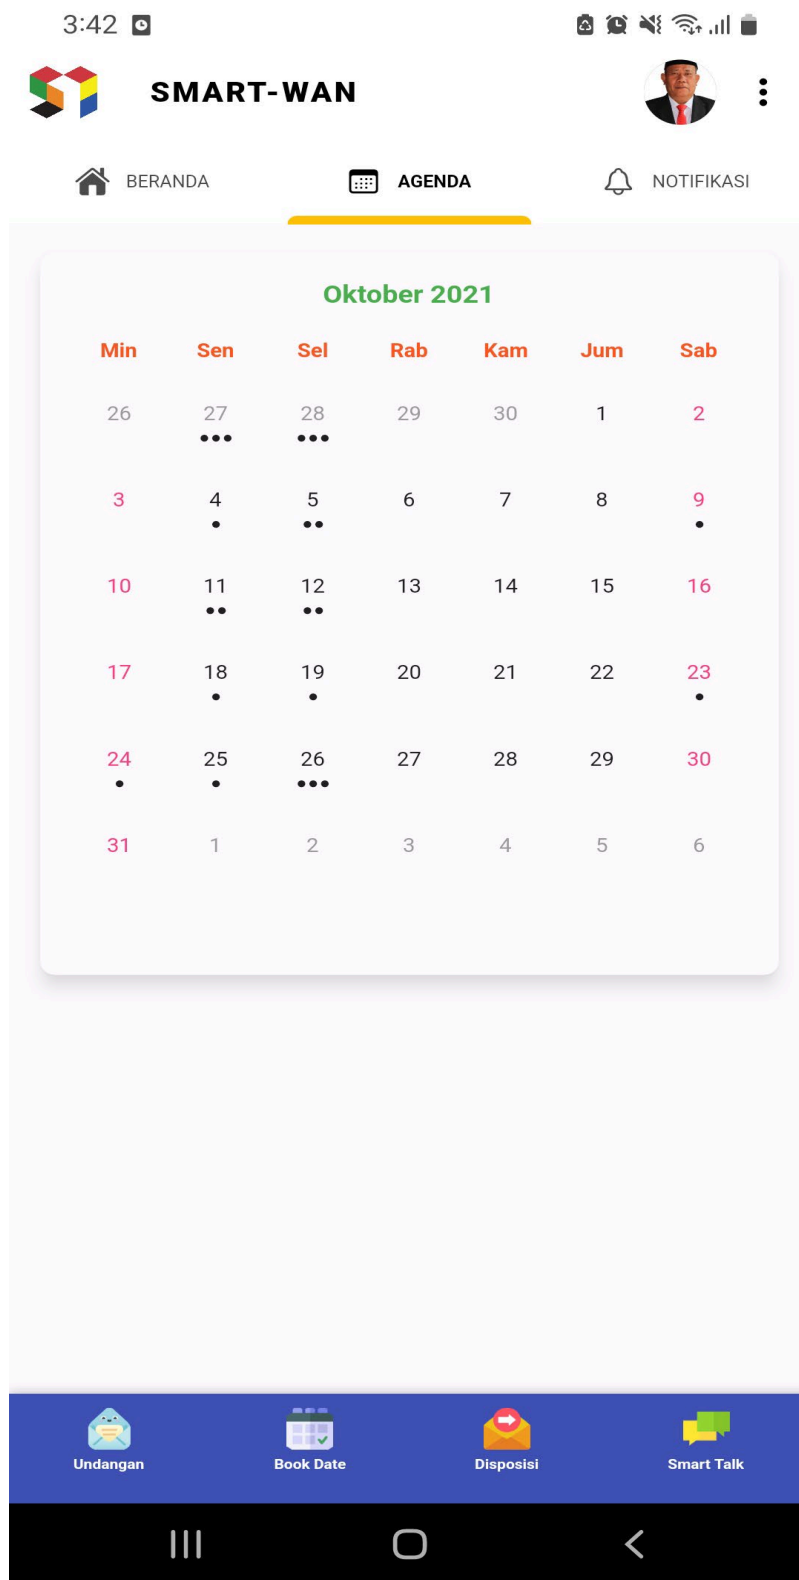 3:42
SMART-WAN
BERANDA AGENDA NOTIFIKASI
Oktober 2021
Min Sen Sel Rab Kam Jum Sab
26 27 28 29 30 1 2
3 4 5 6 7 8 9
10 11 12 13 14 15 16
17 18 19 20 21 22 23
24 25 26 27 28 29 30
31 1 2 3 4 5 6
Undangan Book Date Disposisi Smart Talk